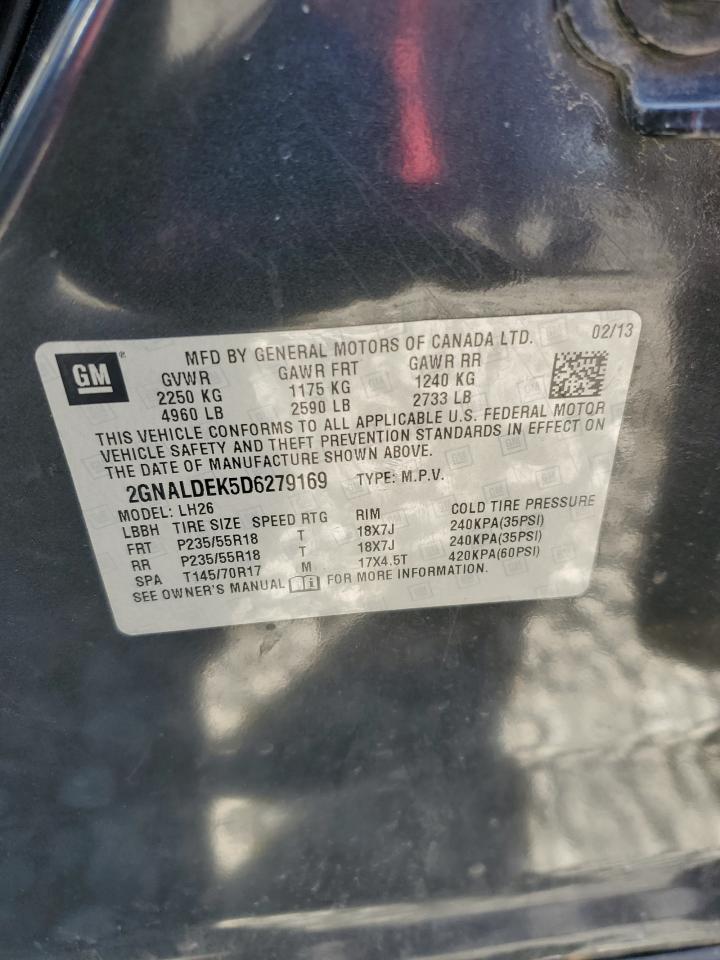 02/13
GM ®
MFD BY GENERAL MOTORS OF CANADA LTD.
GVWR GAWR FRT GAWR RR
2250 KG 1175 KG 1240 KG
4960 LB 2590 LB 2733 LB
THIS VEHICLE CONFORMS TO ALL APPLICABLE U.S. FEDERAL MOTOR
VEHICLE SAFETY AND THEFT PREVENTION STANDARDS IN EFFECT ON
THE DATE OF MANUFACTURE SHOWN ABOVE.
2GNALDEK5D6279169 TYPE: M.P.V.
MODEL: LH26
LBBH TIRE SIZE SPEED RTG RIM COLD TIRE PRESSURE
FRT P235/55R18 T 18X7J 240KPA(35PSI)
RR P235/55R18 T 18X7J 240KPA(35PSI)
SPA T145/70R17 M 17X4.5T 420KPA(60PSI)
SEE OWNER'S MANUAL FOR MORE INFORMATION.